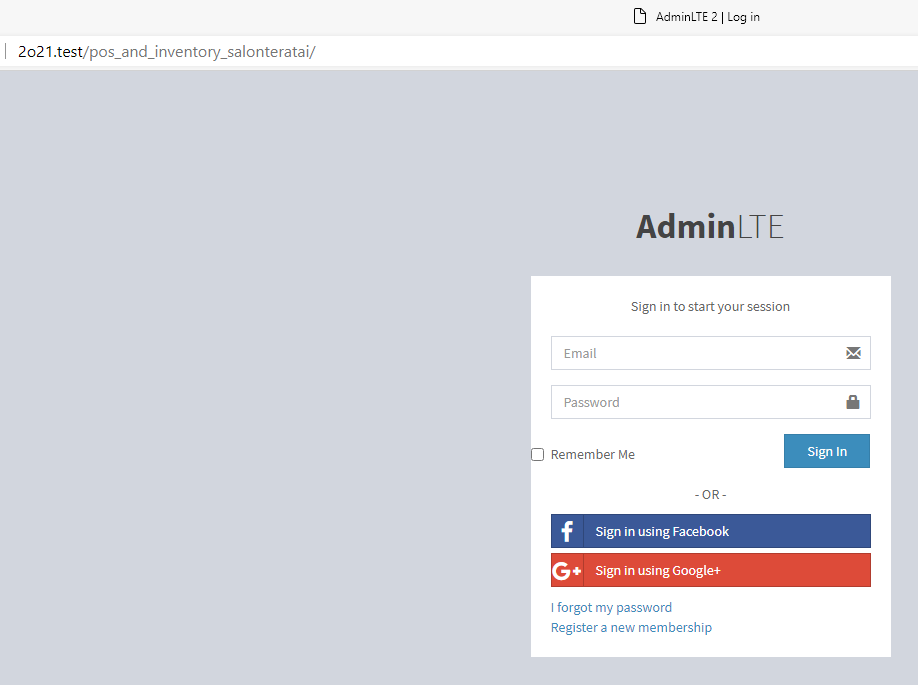 AdminLTE 2 | Log in
2o21.test/pos_and_inventory_salonteratai/
AdminLTE
Sign in to start your session
Email
Password
Remember Me
Sign In
- OR -
Sign in using Facebook
G+ Sign in using Google+
I forgot my password
Register a new membership